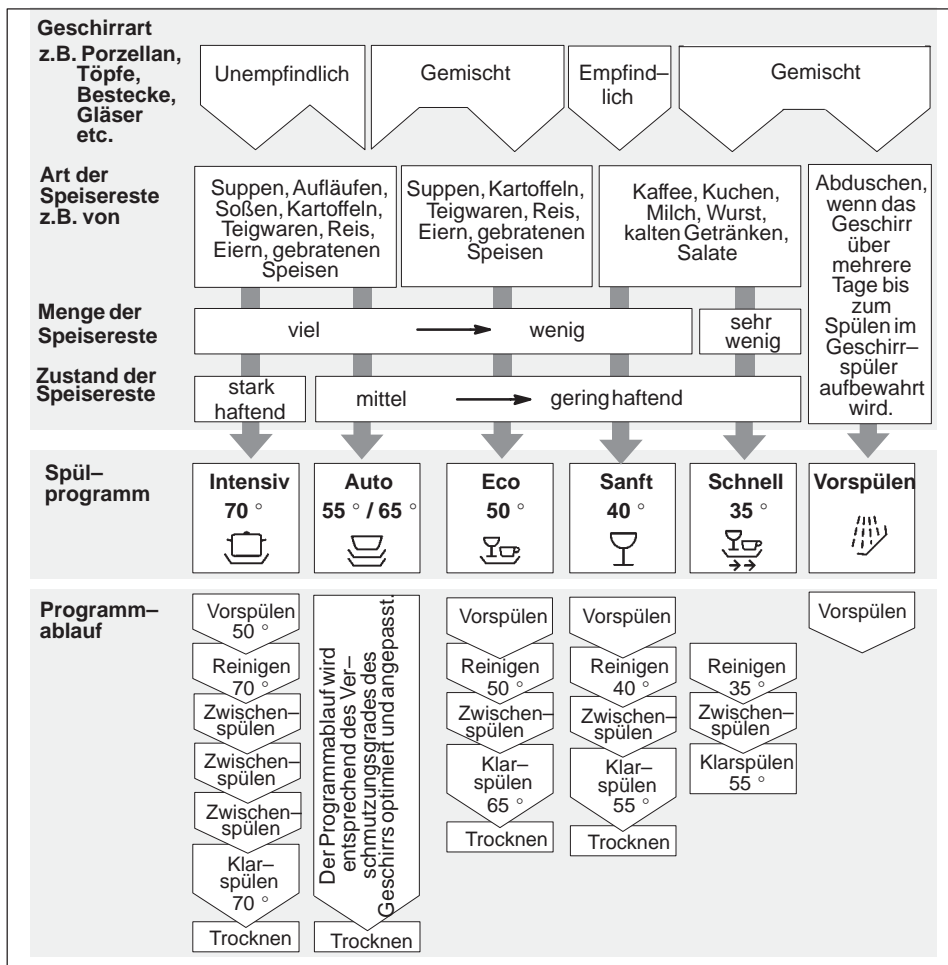 Geschirrart
z.B. Porzellan,
Töpfe,
Bestecke,
Gläser
etc.
Unempfindlich
Gemischt
Empfind–
lich
Gemischt
Art der
Speisereste
z.B. von
Suppen, Aufläufen,
Soßen, Kartoffeln,
Teigwaren, Reis,
Eiern, gebratenen
Speisen
Suppen, Kartoffeln,
Teigwaren, Reis,
Eiern, gebratenen
Speisen
Kaffee, Kuchen,
Milch, Wurst,
kalten Getränken,
Salate
Abduschen,
wenn das
Geschirr
über
mehrere
Tage bis
zum
Spülen im
Geschirr–
spüler
aufbewahrt
wird.
Menge der
Speisereste
viel
wenig
sehr
wenig
Zustand der
Speisereste
stark
haftend
mittel
gering haftend
Spül–
programm
Intensiv
70 °
Auto
55 ° / 65 °
Eco
50 °
Sanft
40 °
Schnell
35 °
Vorspülen
Programm–
ablauf
Vorspülen
50 °
Reinigen
70 °
Zwischen–
spülen
Zwischen–
spülen
Zwischen–
spülen
Klar–
spülen
70 °
Trocknen
Der Programmablauf wird
entsprechend des Ver–
schmutzungsgrades des
Geschirrs optimiert und angepasst.
Trocknen
Vorspülen
Reinigen
50 °
Zwischen–
spülen
Klar–
spülen
65 °
Trocknen
Vorspülen
Reinigen
40 °
Zwischen–
spülen
Klar–
spülen
55 °
Trocknen
Reinigen
35 °
Zwischen–
spülen
Klarspülen
55 °
Vorspülen